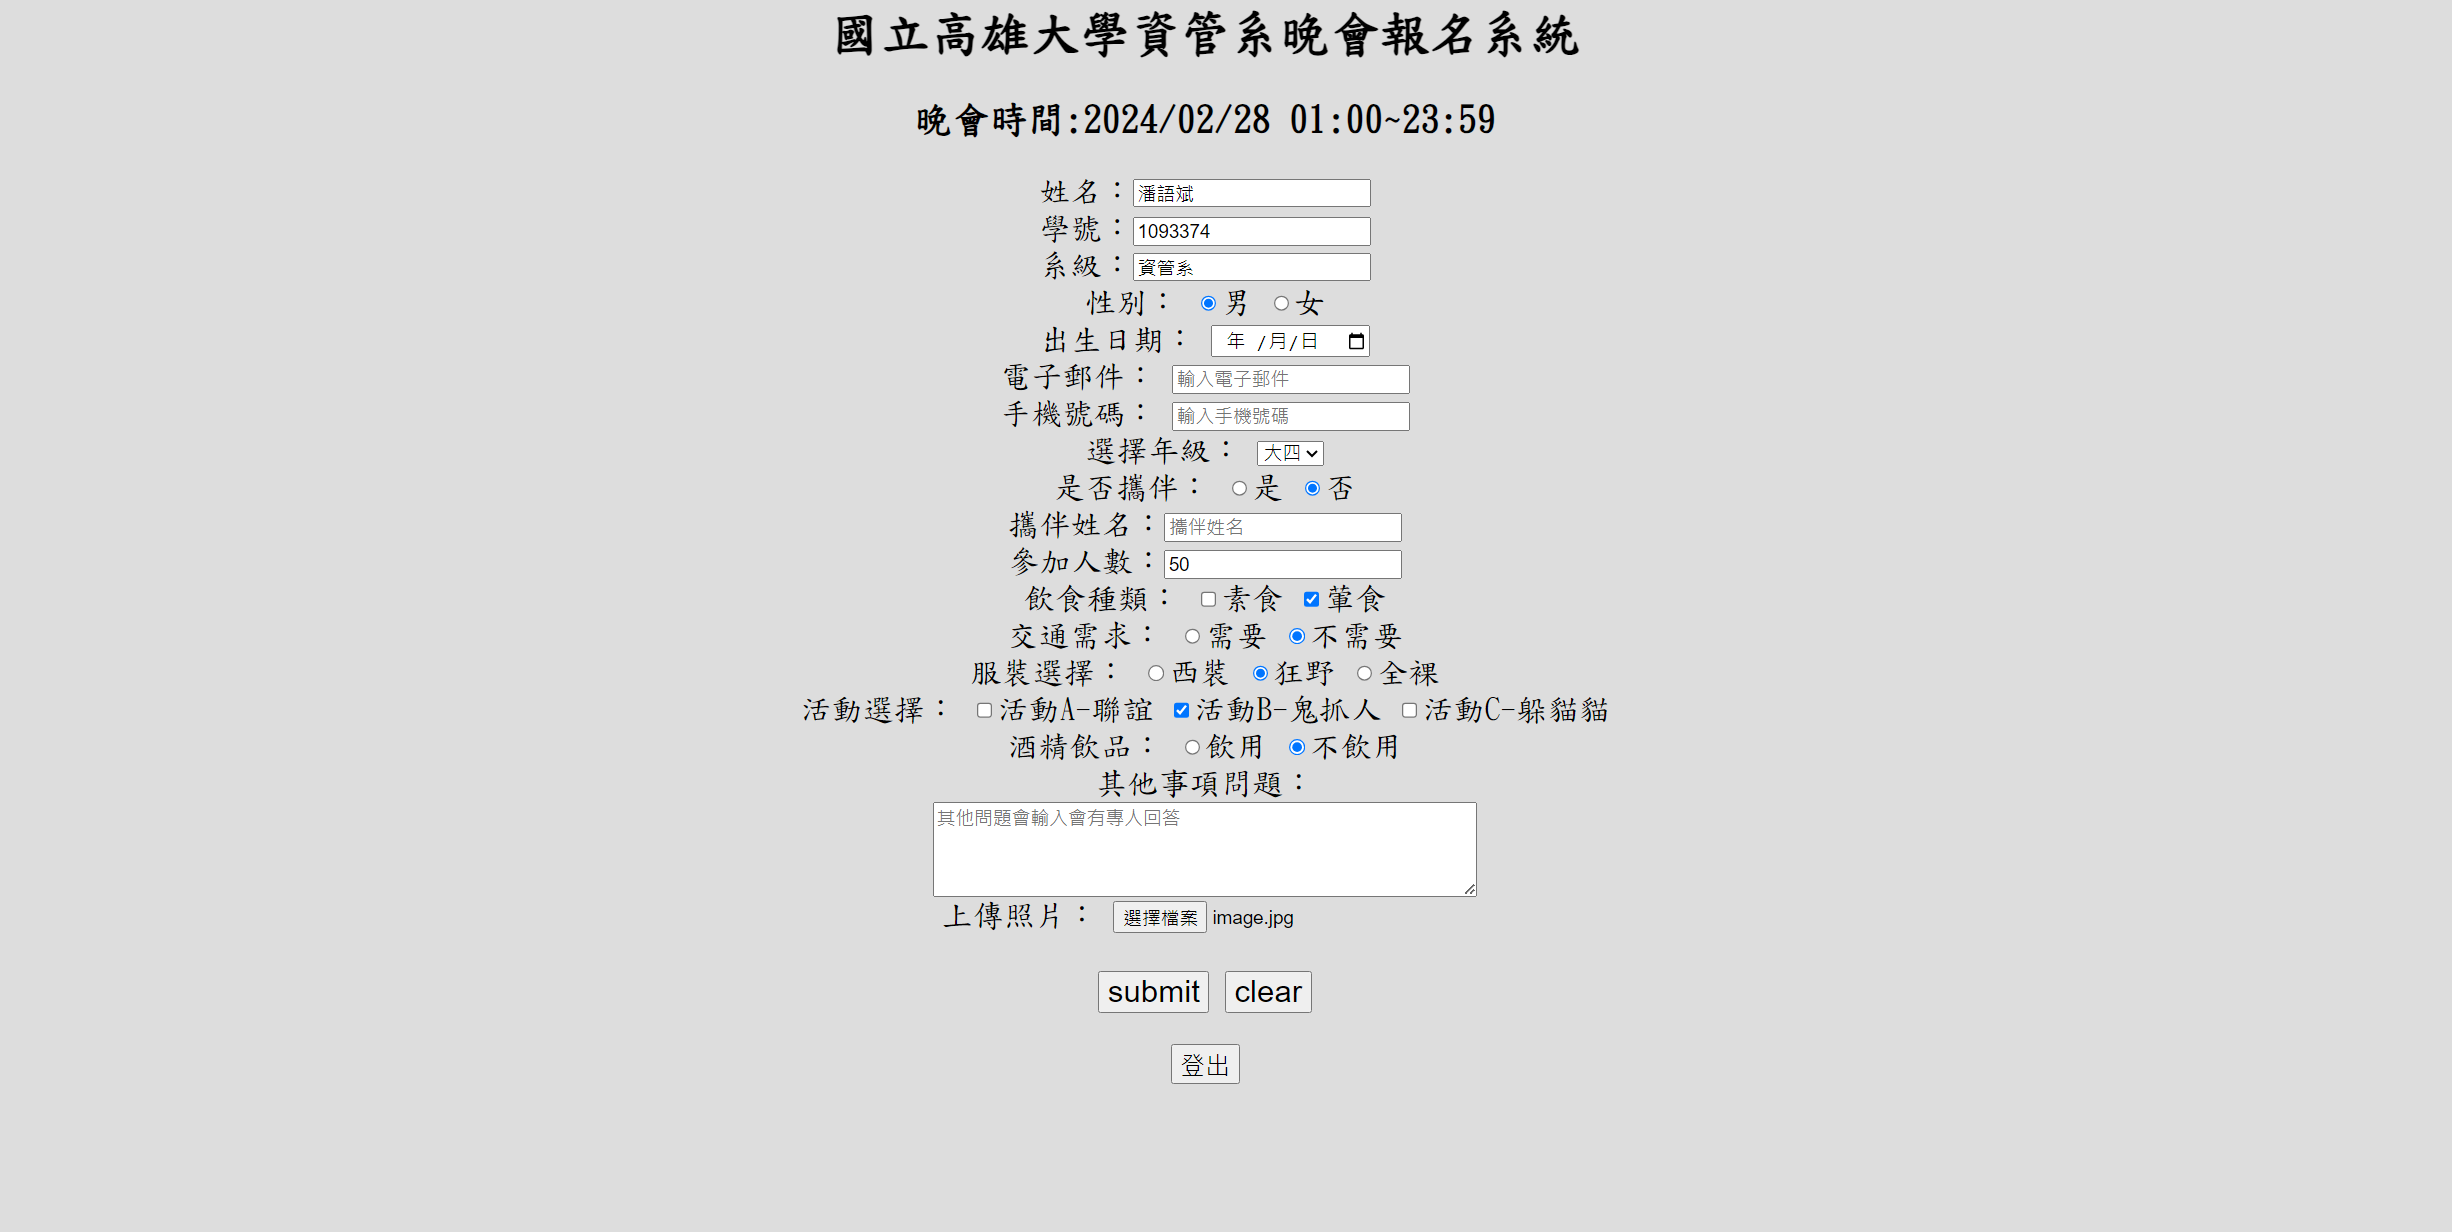 國立高雄大學資管系晚會報名系統
晚會時間:2024/02/28 01:00~23:59
姓名：潘語斌
學號：1093374
系級：資管系
性別： 男 女
出生日期： 年 /月/日
電子郵件： 輸入電子郵件
手機號碼： 輸入手機號碼
選擇年級： 大四
是否攜伴： 是 否
攜伴姓名：攜伴姓名
參加人數：50
飲食種類： 素食 葷食
交通需求： 需要 不需要
服裝選擇： 西裝 狂野 全裸
活動選擇： 活動A-聯誼 活動B-鬼抓人 活動C-躲貓貓
酒精飲品： 飲用 不飲用
其他事項問題：
其他問題會輸入會有專人回答
上傳照片： 選擇檔案 image.jpg
submit clear
登出